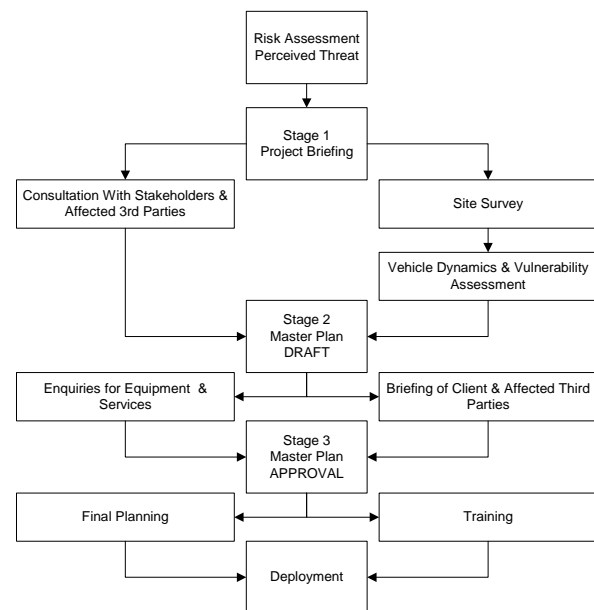 Risk Assessment
Perceived Threat
Stage 1
Project Briefing
Consultation With Stakeholders &
Affected 3rd Parties
Site Survey
Vehicle Dynamics & Vulnerability
Assessment
Stage 2
Master Plan
DRAFT
Enquiries for Equipment &
Services
Briefing of Client & Affected Third
Parties
Stage 3
Master Plan
APPROVAL
Final Planning
Training
Deployment